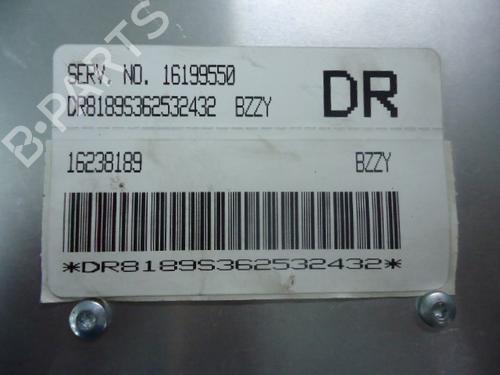 B-PARTS
SERV. NO. 16199550
DR
DR8189S362532432 BZZY
16238189 BZZY
*DR8189S362532432*